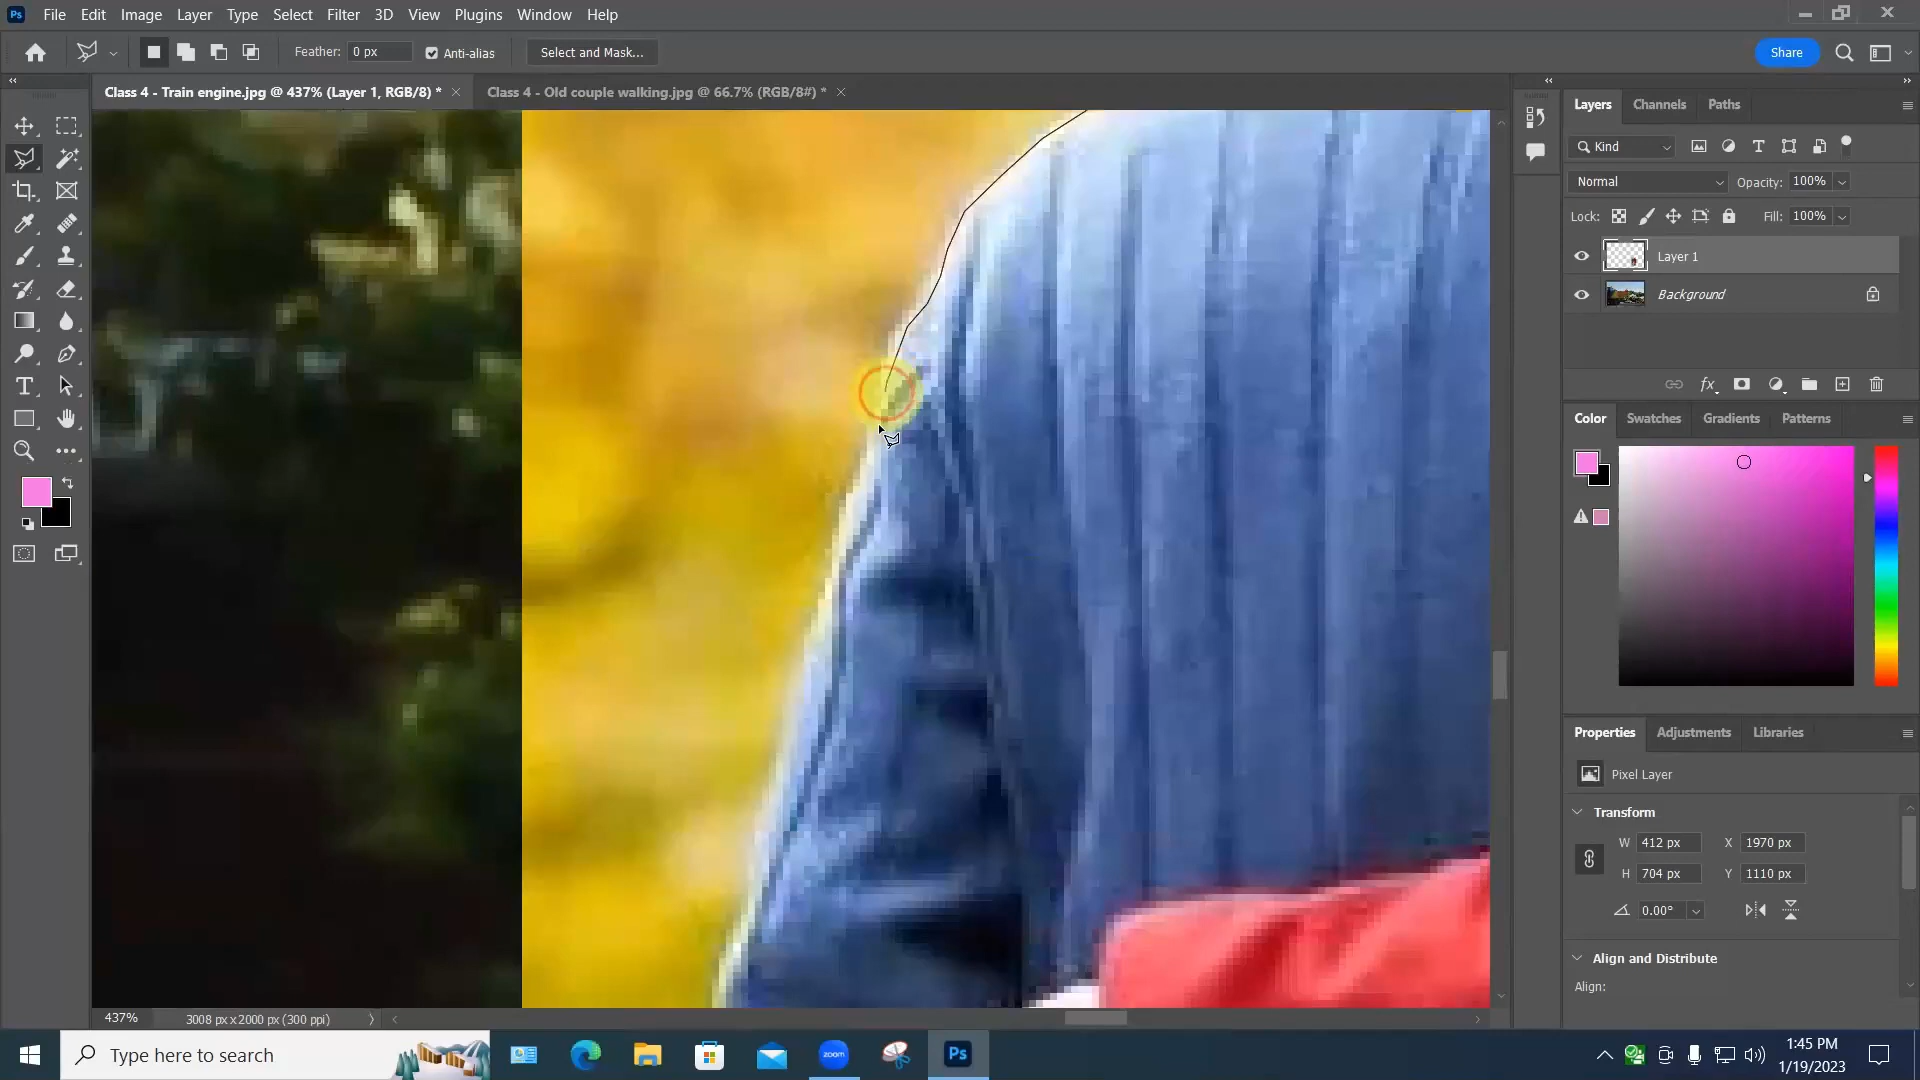 Ps File Edit Image Layer Type Select Filter 3D View Plugins Window Help
Feather: 0 px Anti-alias Select and Mask... Share
Class 4 - Train engine.jpg @ 437% (Layer 1, RGB/8) * Class 4 - Old couple walking.jpg @ 66.7% (RGB/8#) *
Layers Channels Paths
Kind
Normal Opacity: 100%
Lock: Fill: 100%
Layer 1
Background
fx
Color Swatches Gradients Patterns
Properties Adjustments Libraries
Pixel Layer
Transform
W 412 px X 1970 px
H 704 px Y 1110 px
0.00°
Align and Distribute
Align:
437% 3008 px x 2000 px (300 ppi)
Type here to search
zoom
Ps
1:45 PM
1/19/2023